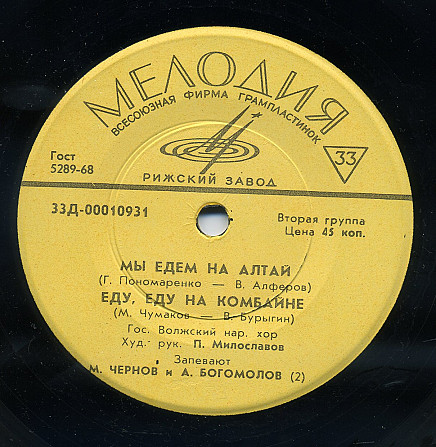 МЕЛОДИЯ
ВСЕСОЮЗНАЯ ФИРМА ГРАМПЛАСТИНОК
Гост
5289-68
33
РИЖСКИЙ ЗАВОД
33Д-00010931
Вторая группа
Цена 45 коп.
МЫ ЕДЕМ НА АЛТАЙ
(Г. Пономаренко — В. Алферов)
ЕДУ, ЕДУ НА КОМБАЙНЕ
(М. Чумаков — В. Бурыгин)
Гос. Волжский нар. хор
Худ. рук. П. Милославов
Запевают
М. ЧЕРНОВ и А. БОГОМОЛОВ (2)